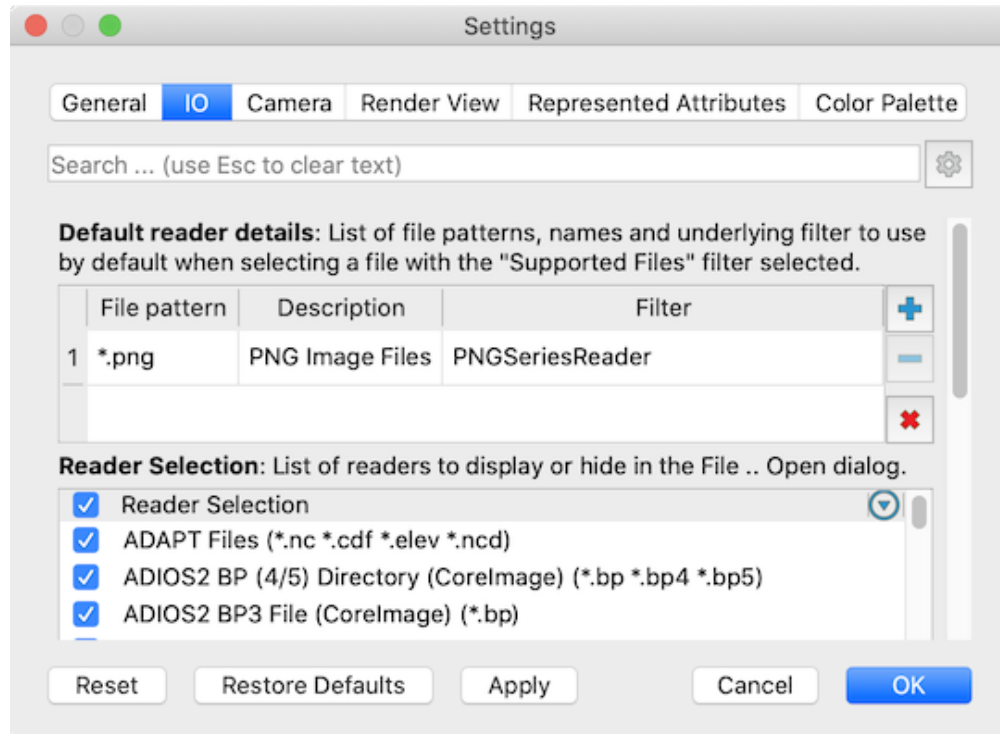 Settings
General IO Camera Render View Represented Attributes Color Palette
Search ... (use Esc to clear text)
Default reader details: List of file patterns, names and underlying filter to use
by default when selecting a file with the "Supported Files" filter selected.
File pattern Description Filter
1 *.png PNG Image Files PNGSeriesReader
Reader Selection: List of readers to display or hide in the File .. Open dialog.
Reader Selection
ADAPT Files (*.nc *.cdf *.elev *.ncd)
ADIOS2 BP (4/5) Directory (CoreImage) (*.bp *.bp4 *.bp5)
ADIOS2 BP3 File (CoreImage) (*.bp)
Reset Restore Defaults Apply Cancel OK